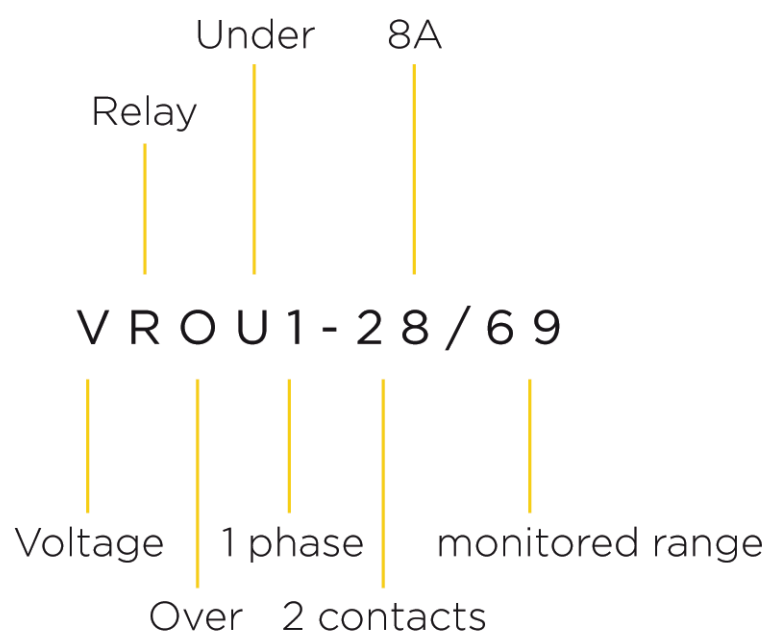 Under 8A
Relay
VROU1-28/69
Voltage 1 phase monitored range
Over 2 contacts